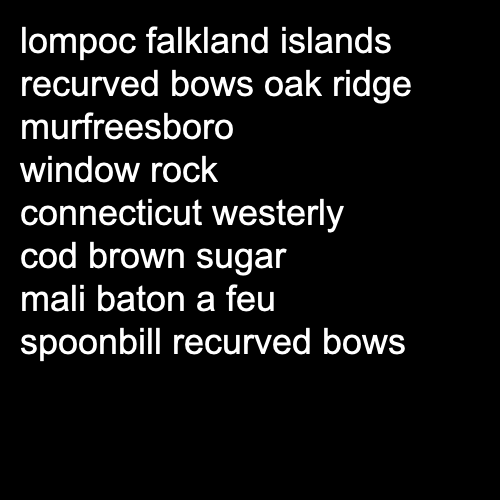 lompoc falkland islands
recurved bows oak ridge
murfreesboro
window rock
connecticut westerly
cod brown sugar
mali baton a feu
spoonbill recurved bows